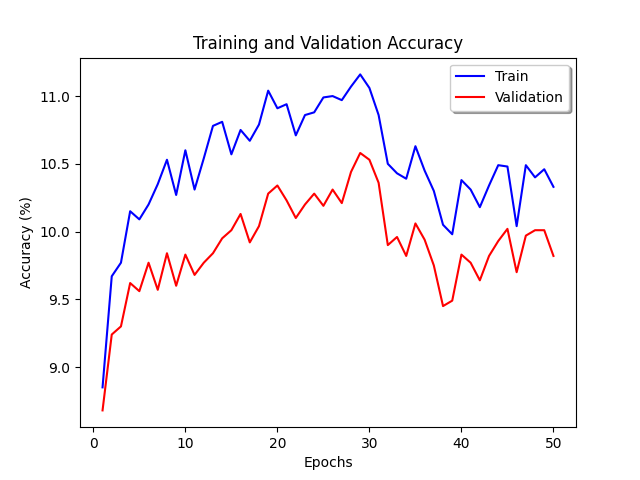 Training and Validation Accuracy
Train
Validation
11.0
10.5
10.0
9.5
9.0
Accuracy (%)
0 10 20 30 40 50
Epochs